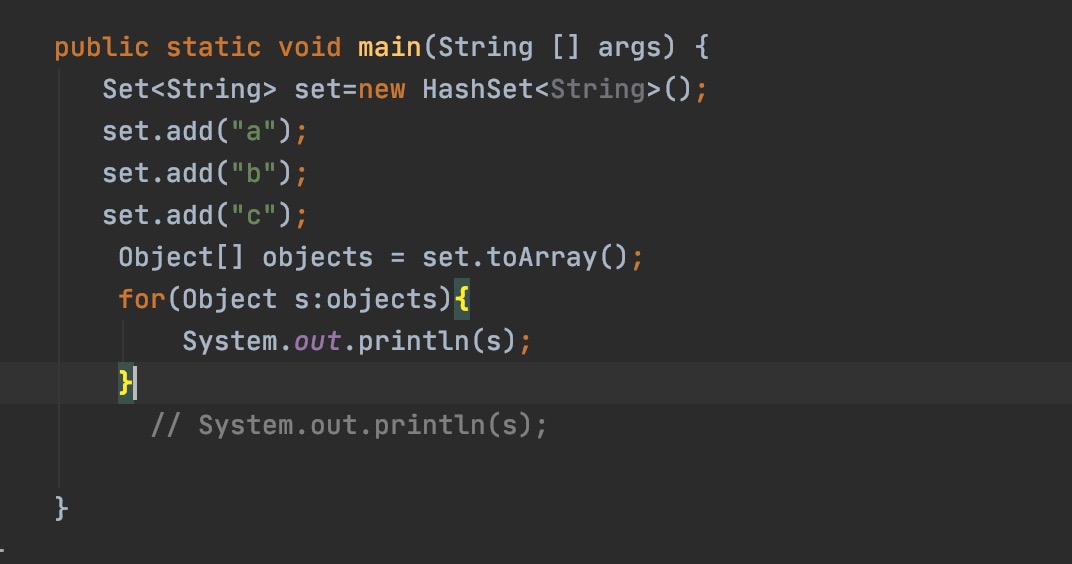 public static void main(String [] args) {
Set<String> set=new HashSet<String>();
set.add("a");
set.add("b");
set.add("c");
Object[] objects = set.toArray();
for(Object s:objects){
System.out.println(s);
}
// System.out.println(s);
}